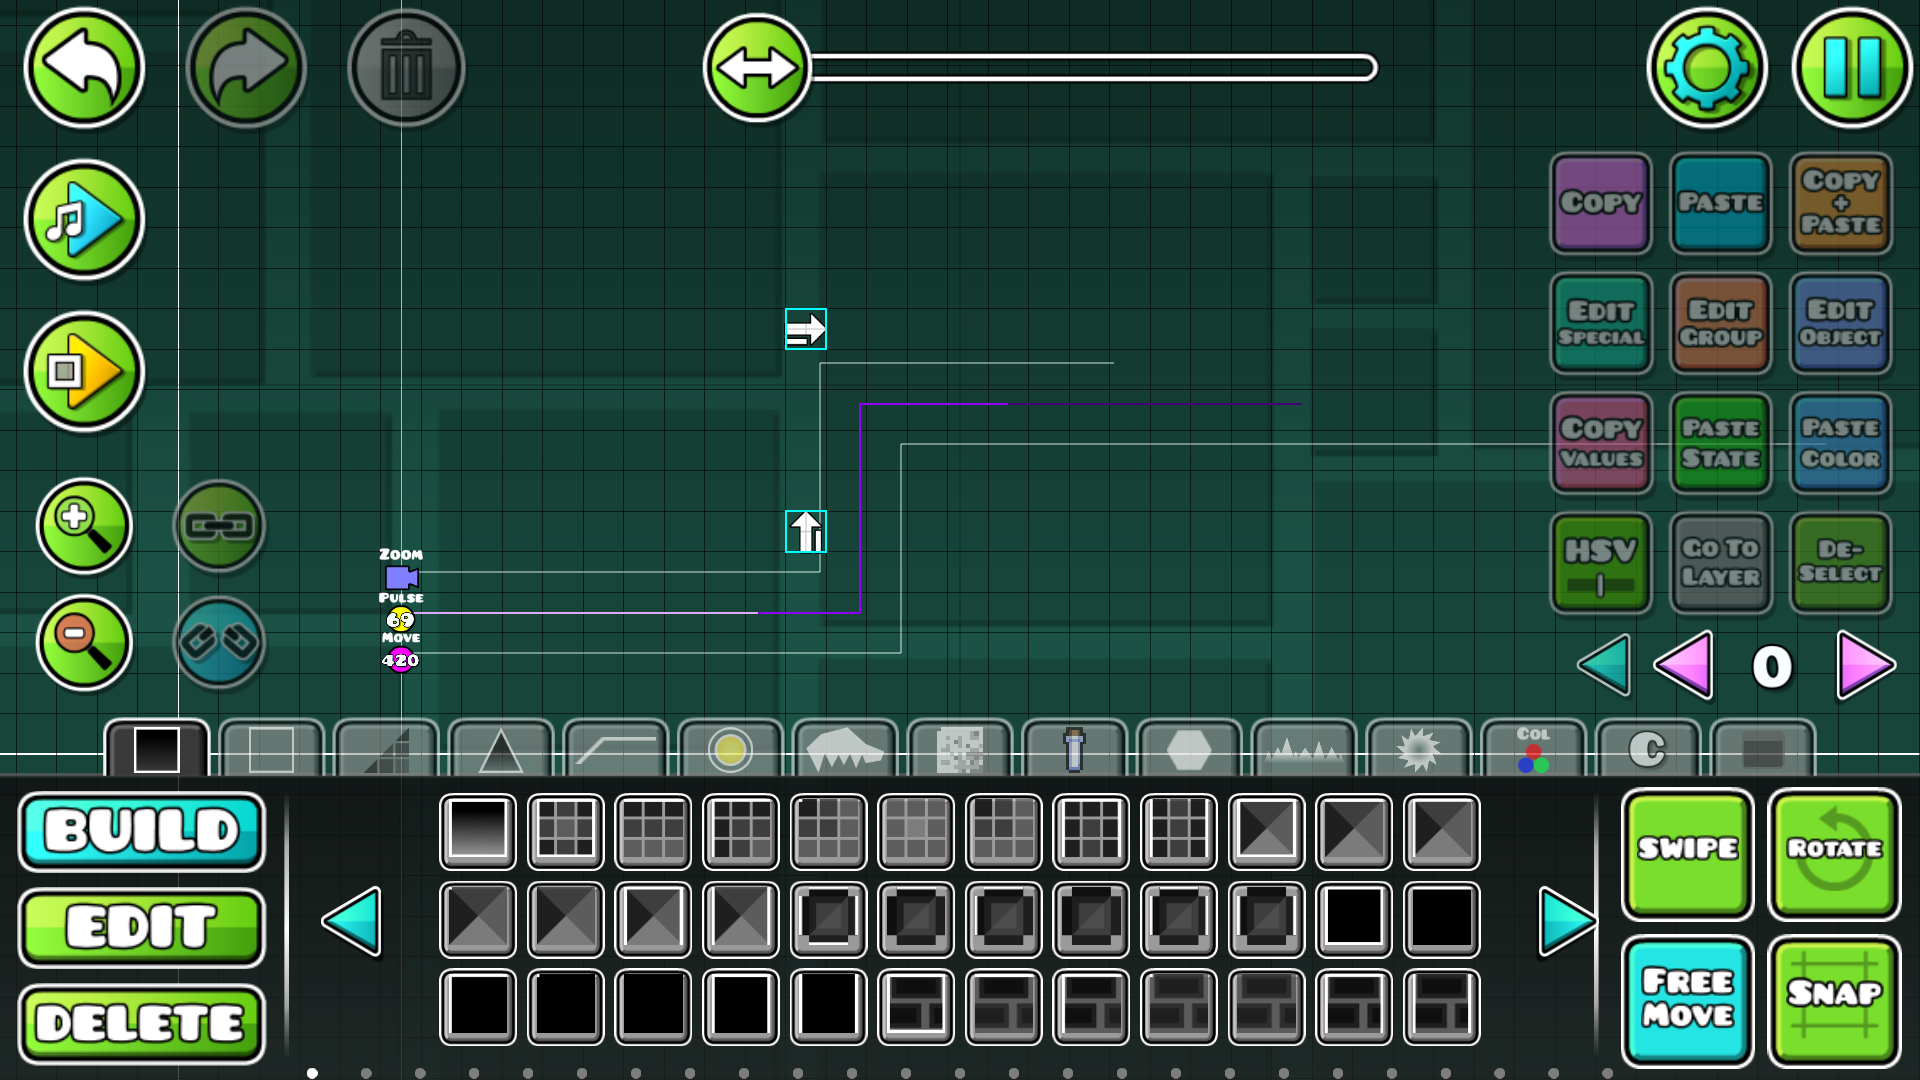 COPY
PASTE
COPY
+
PASTE
EDIT
SPECIAL
EDIT
GROUP
EDIT
OBJECT
COPY
VALUES
PASTE
STATE
PASTE
COLOR
HSV
GO TO
LAYER
DE-
SELECT
ZOOM
PULSE
69
MOVE
420
0
COL
C
BUILD
EDIT
DELETE
SWIPE
ROTATE
FREE
MOVE
SNAP